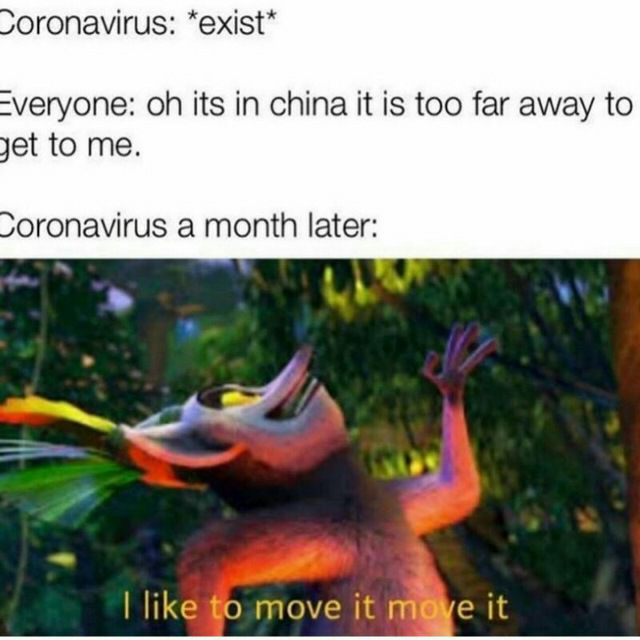 Coronavirus: *exist*
Everyone: oh its in china it is too far away to
get to me.
Coronavirus a month later:
I like to move it move it